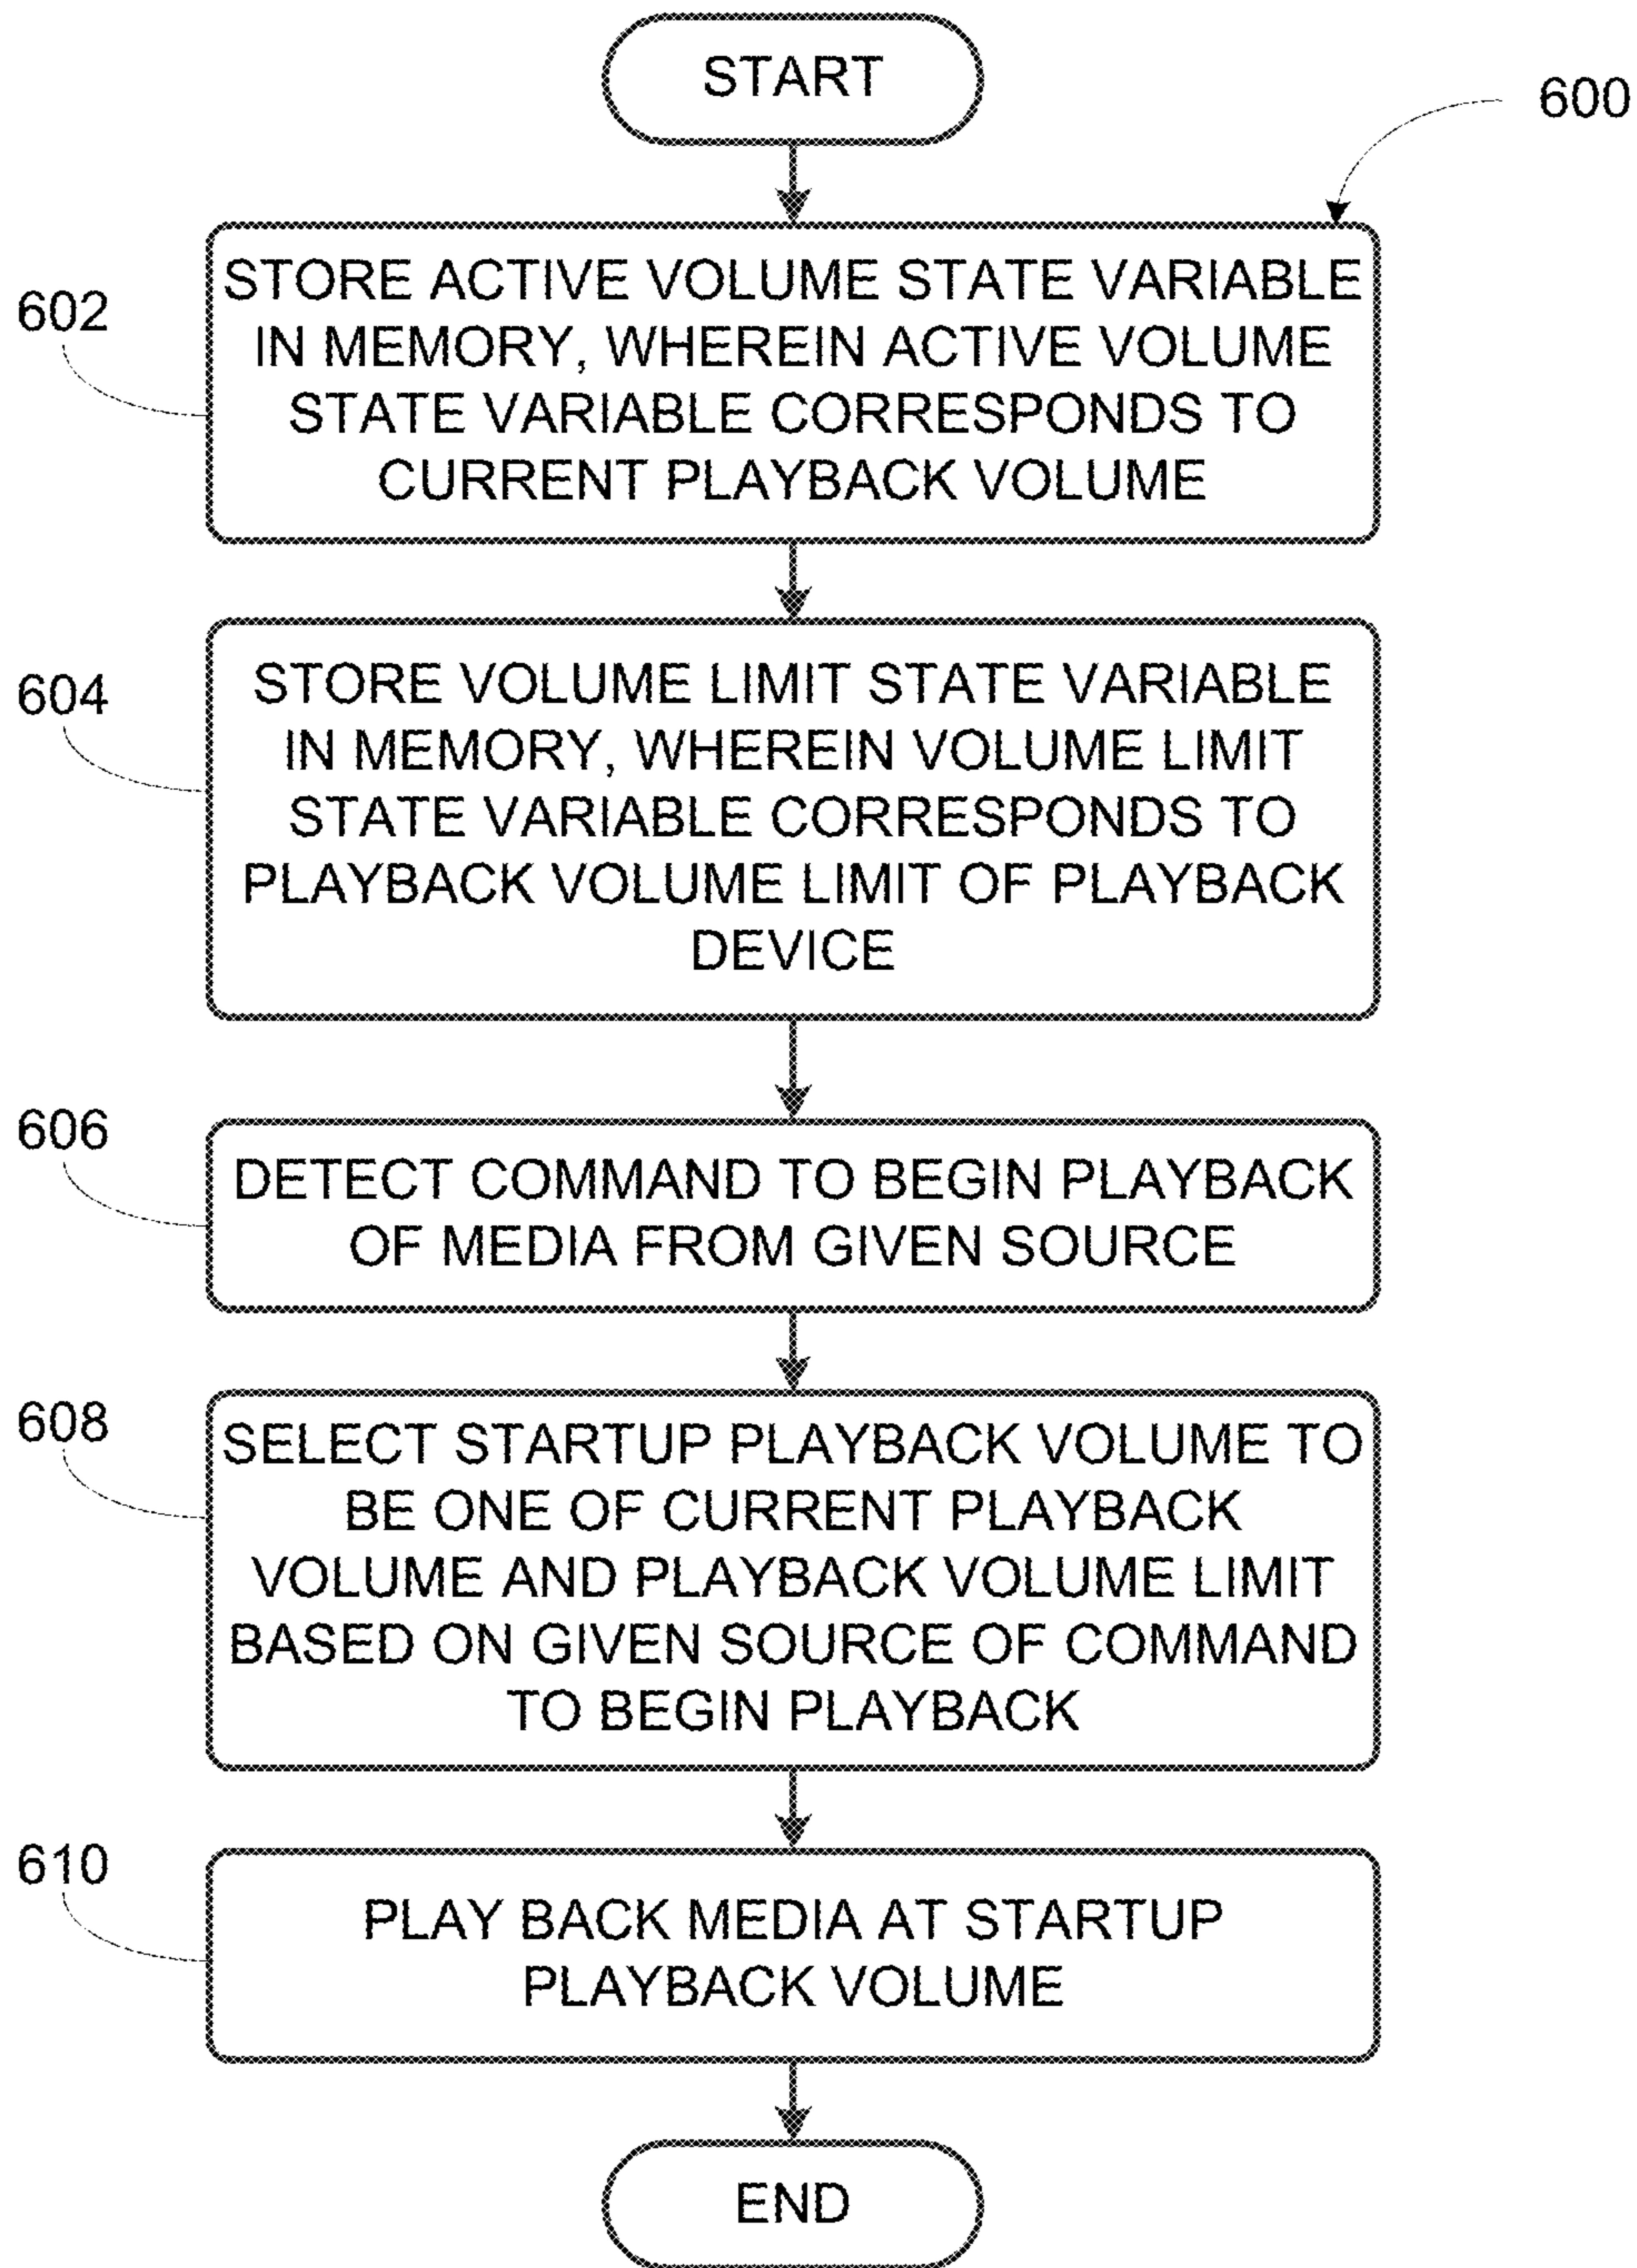 START
600
602
STORE ACTIVE VOLUME STATE VARIABLE
IN MEMORY, WHEREIN ACTIVE VOLUME
STATE VARIABLE CORRESPONDS TO
CURRENT PLAYBACK VOLUME
604
STORE VOLUME LIMIT STATE VARIABLE
IN MEMORY, WHEREIN VOLUME LIMIT
STATE VARIABLE CORRESPONDS TO
PLAYBACK VOLUME LIMIT OF PLAYBACK
DEVICE
606
DETECT COMMAND TO BEGIN PLAYBACK
OF MEDIA FROM GIVEN SOURCE
608
SELECT STARTUP PLAYBACK VOLUME TO
BE ONE OF CURRENT PLAYBACK
VOLUME AND PLAYBACK VOLUME LIMIT
BASED ON GIVEN SOURCE OF COMMAND
TO BEGIN PLAYBACK
610
PLAY BACK MEDIA AT STARTUP
PLAYBACK VOLUME
END